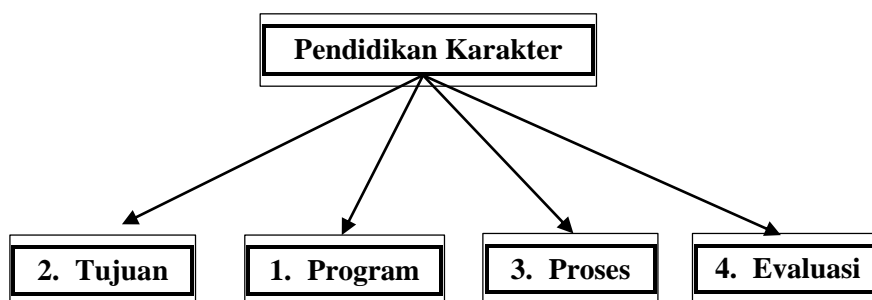 Pendidikan Karakter
2. Tujuan
1. Program
3. Proses
4. Evaluasi